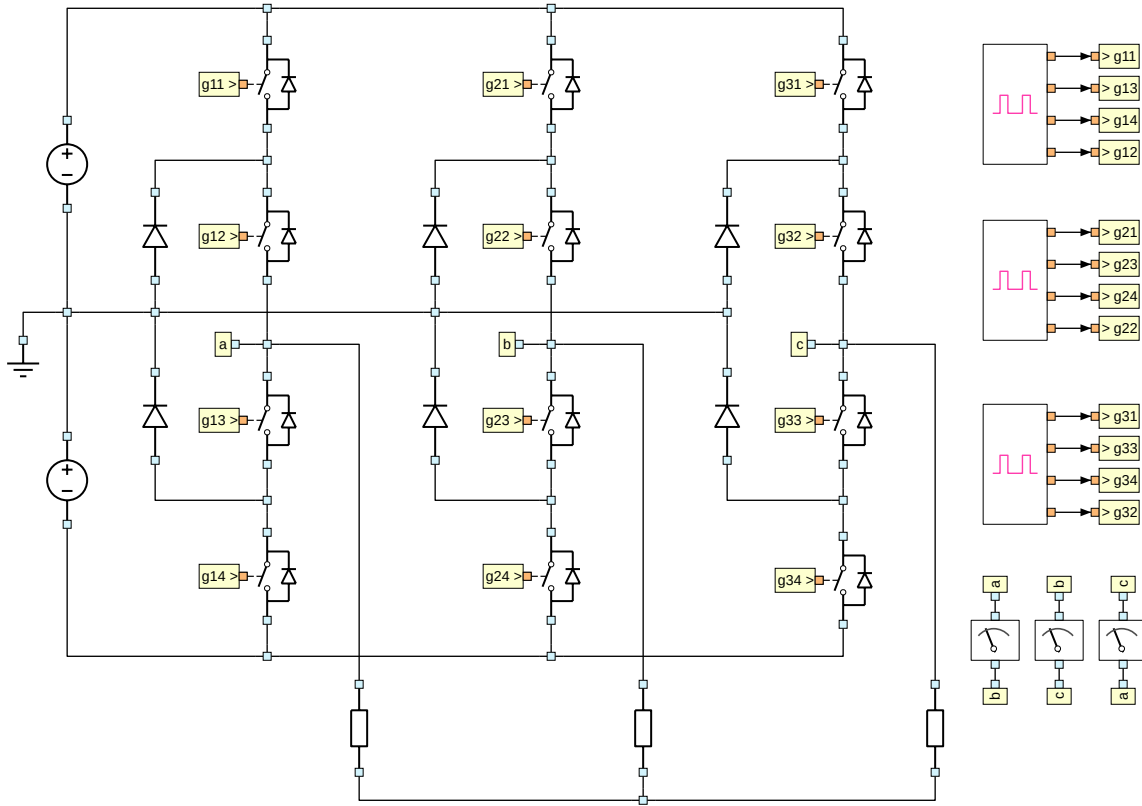 g11 >
g21 >
g31 >
g12 >
g22 >
g32 >
a
b
c
g13 >
g23 >
g33 >
g14 >
g24 >
g34 >
> g11
> g13
> g14
> g12
> g21
> g23
> g24
> g22
> g31
> g33
> g34
> g32
a
b
c
b
c
a